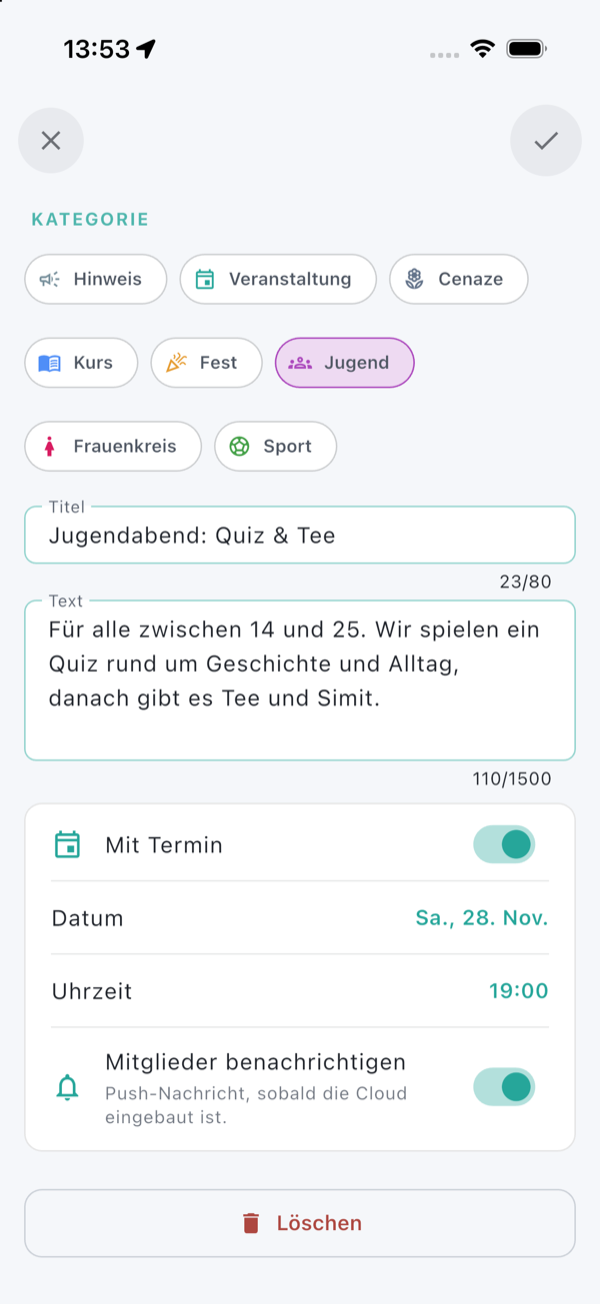 13:53
KATEGORIE
Hinweis Veranstaltung Cenaze
Kurs Fest Jugend
Frauenkreis Sport
Titel
Jugendabend: Quiz & Tee
23/80
Text
Für alle zwischen 14 und 25. Wir spielen ein
Quiz rund um Geschichte und Alltag,
danach gibt es Tee und Simit.
110/1500
Mit Termin
Datum Sa., 28. Nov.
Uhrzeit 19:00
Mitglieder benachrichtigen
Push-Nachricht, sobald die Cloud
eingebaut ist.
Löschen